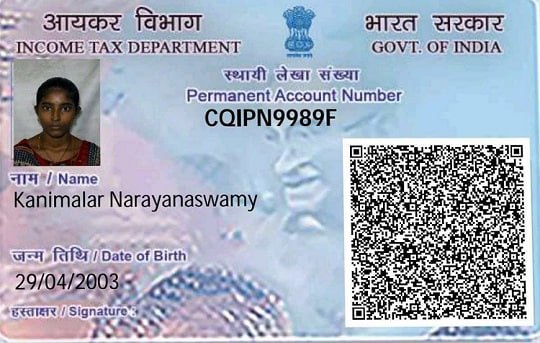 आयकर विभाग
INCOME TAX DEPARTMENT
भारत सरकार
GOVT. OF INDIA
स्थायी लेखा संख्या
Permanent Account Number
CQIPN9989F
नाम / Name
Kanimalar Narayanaswamy
जन्म तिथि / Date of Birth
29/04/2003
हस्ताक्षर / Signature :